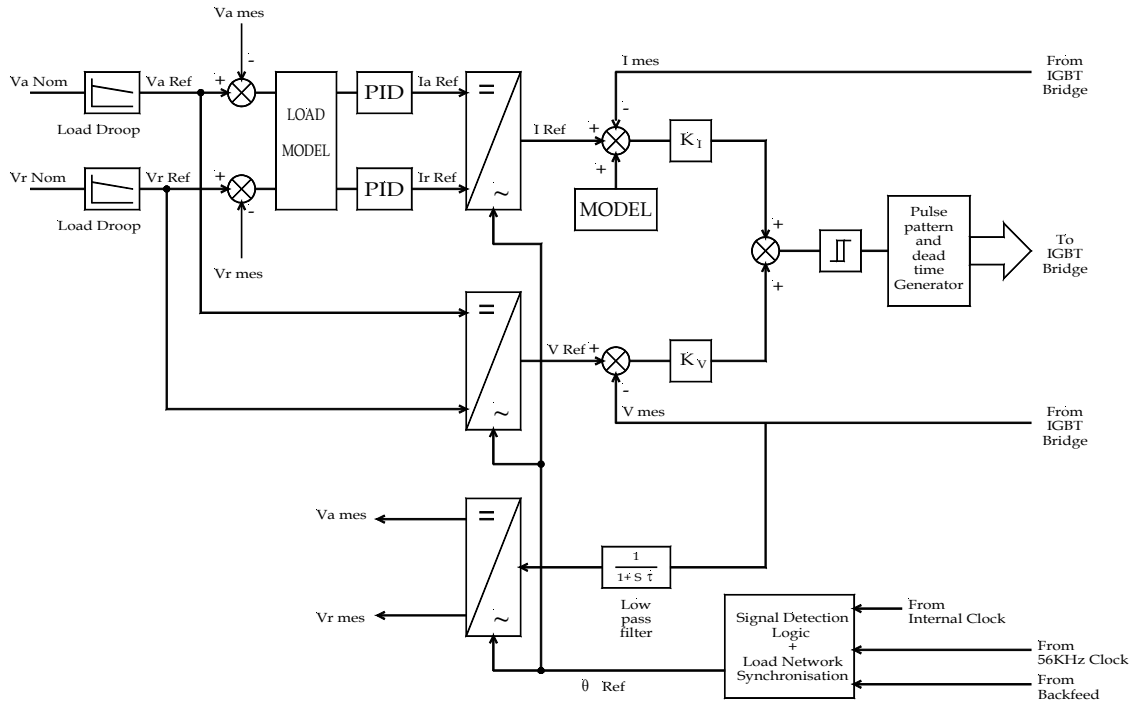 Va mes
-
I mes
From
IGBT
Bridge
Va Nom
Va Ref
+
Load Droop
LOAD
MODEL
PID
Ia Ref
=
~
I Ref
+
-
+
K I
MODEL
Vr Nom
Vr Ref
+
-
Load Droop
PID
Ir Ref
Vr mes
+
+
Pulse
pattern
and
dead
time
Generator
To
IGBT
Bridge
=
~
V Ref
+
-
K V
V mes
From
IGBT
Bridge
Va mes
Vr mes
=
~
1
1+ S τ
Low
pass
filter
Signal Detection
Logic
+
Load Network
Synchronisation
From
Internal Clock
From
56KHz Clock
From
Backfeed
θ Ref